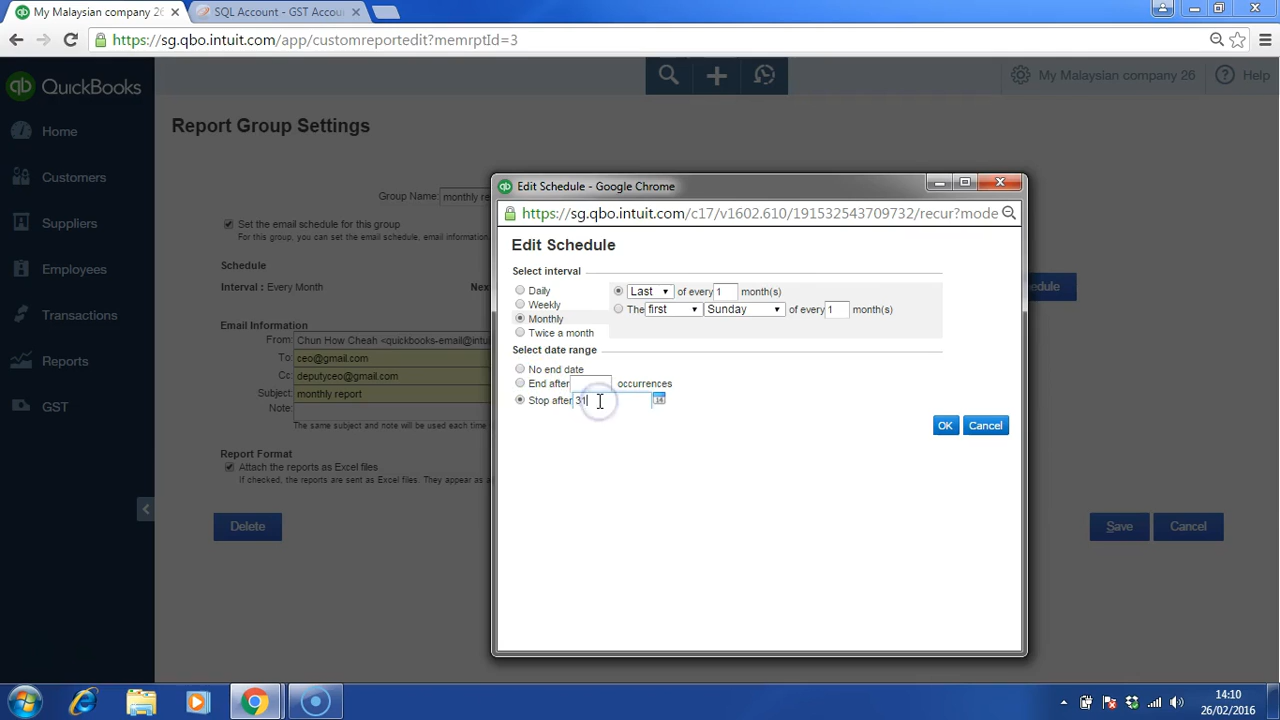 My Malaysian company 26
SQL Account - GST Accou
https://sg.qbo.intuit.com/app/customreportedit?memrptId=3
qb QuickBooks
My Malaysian company 26
Help
Home
Customers
Suppliers
Employees
Transactions
Reports
GST
Report Group Settings
Group Name: monthly re
Set the email schedule for this group
For this group, you can set the email schedule, email information
Schedule
Interval : Every Month
Nex
edule
Email Information
From: Chun How Cheah <quickbooks-email@intu
To: ceo@gmail.com
Cc: deputyceo@gmail.com
Subject: monthly report
Note:
The same subject and note will be used each time
Report Format
Attach the reports as Excel files
If checked, the reports are sent as Excel files. They appear as a
Delete
Save
Cancel
Edit Schedule - Google Chrome
https://sg.qbo.intuit.com/c17/v1602.610/191532543709732/recur?mode
Edit Schedule
Select interval
Daily
Weekly
Monthly
Twice a month
Last of every 1 month(s)
The first Sunday of every 1 month(s)
Select date range
No end date
End after occurrences
Stop after 31
14
OK
Cancel
14:10
26/02/2016